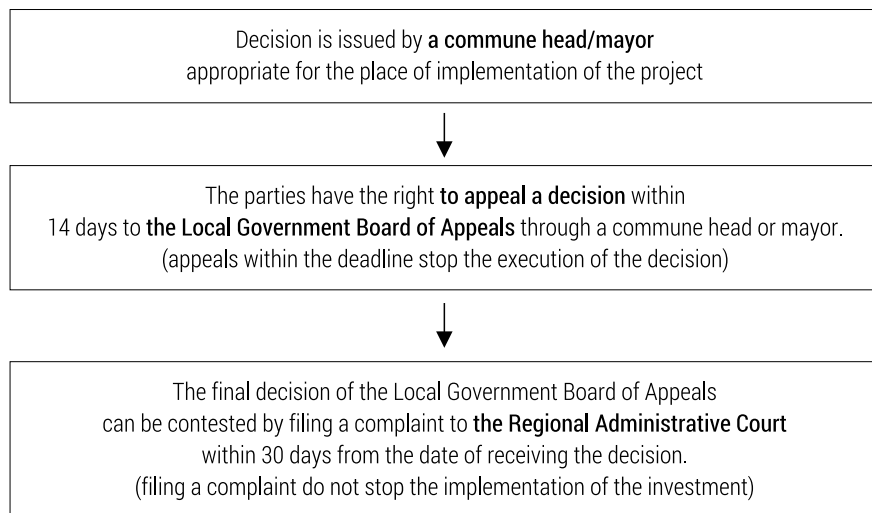 Decision is issued by a commune head/mayor
appropriate for the place of implementation of the project
The parties have the right to appeal a decision within
14 days to the Local Government Board of Appeals through a commune head or mayor.
(appeals within the deadline stop the execution of the decision)
The final decision of the Local Government Board of Appeals
can be contested by filing a complaint to the Regional Administrative Court
within 30 days from the date of receiving the decision.
(filing a complaint do not stop the implementation of the investment)